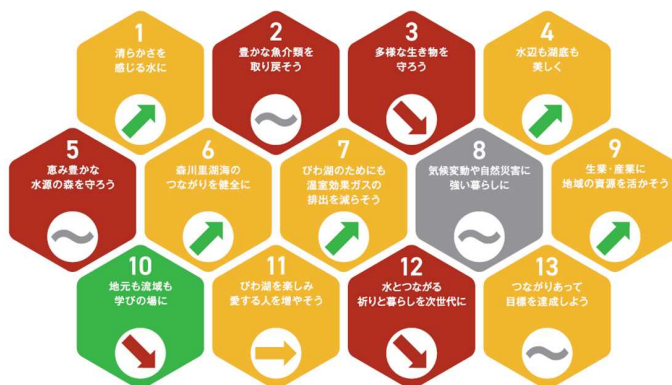 1
清らかさを
感じる水に
2
豊かな魚介類を
取り戻そう
3
多様な生き物を
守ろう
4
水辺も湖底も
美しく
5
恵み豊かな
水源の森を守ろう
6
森川里湖海の
つながりを健全に
7
びわ湖のためにも
温室効果ガスの
排出を減らそう
8
気候変動や自然災害に
強い暮らしに
9
生業・産業に
地域の資源を活かそう
10
地元も流域も
学びの場に
11
びわ湖を楽しみ
愛する人を増やそう
12
水とつながる
祈りと暮らしを次世代に
13
つながりあって
目標を達成しよう